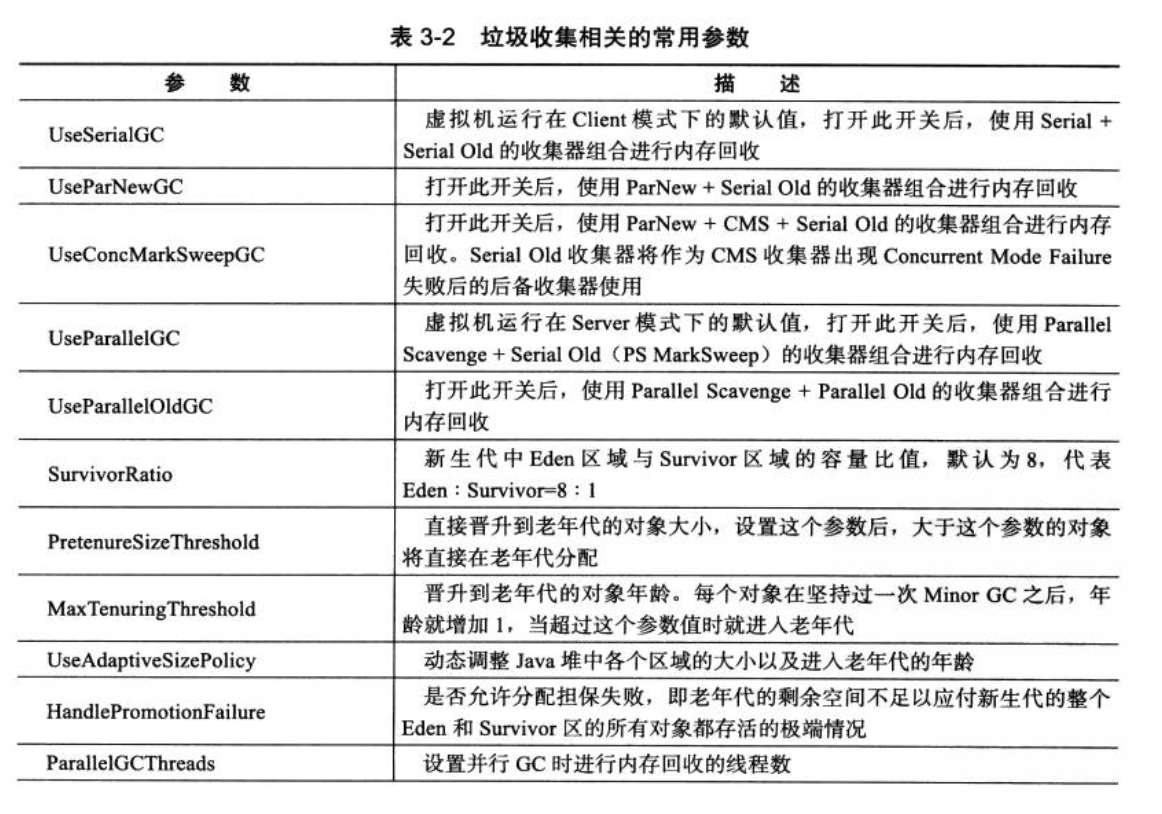 表 3-2 垃圾收集相关的常用参数
参 数
描 述
UseSerialGC
虚拟机运行在 Client 模式下的默认值，打开此开关后，使用 Serial +
Serial Old 的收集器组合进行内存回收
UseParNewGC
打开此开关后，使用 ParNew + Serial Old 的收集器组合进行内存回收
UseConcMarkSweepGC
打开此开关后，使用 ParNew + CMS + Serial Old 的收集器组合进行内存
回收。Serial Old 收集器将作为 CMS 收集器出现 Concurrent Mode Failure
失败后的后备收集器使用
UseParallelGC
虚拟机运行在 Server 模式下的默认值，打开此开关后，使用 Parallel
Scavenge + Serial Old（PS MarkSweep）的收集器组合进行内存回收
UseParallelOldGC
打开此开关后，使用 Parallel Scavenge + Parallel Old 的收集器组合进行
内存回收
SurvivorRatio
新生代中 Eden 区域与 Survivor 区域的容量比值，默认为 8，代表
Eden：Survivor=8：1
PretenureSizeThreshold
直接晋升到老年代的对象大小，设置这个参数后，大于这个参数的对象
将直接在老年代分配
MaxTenuringThreshold
晋升到老年代的对象年龄。每个对象在坚持过一次 Minor GC 之后，年
龄就增加 1，当超过这个参数值时就进入老年代
UseAdaptiveSizePolicy
动态调整 Java 堆中各个区域的大小以及进入老年代的年龄
HandlePromotionFailure
是否允许分配担保失败，即老年代的剩余空间不足以应付新生代的整个
Eden 和 Survivor 区的所有对象都存活的极端情况
ParallelGCThreads
设置并行 GC 时进行内存回收的线程数